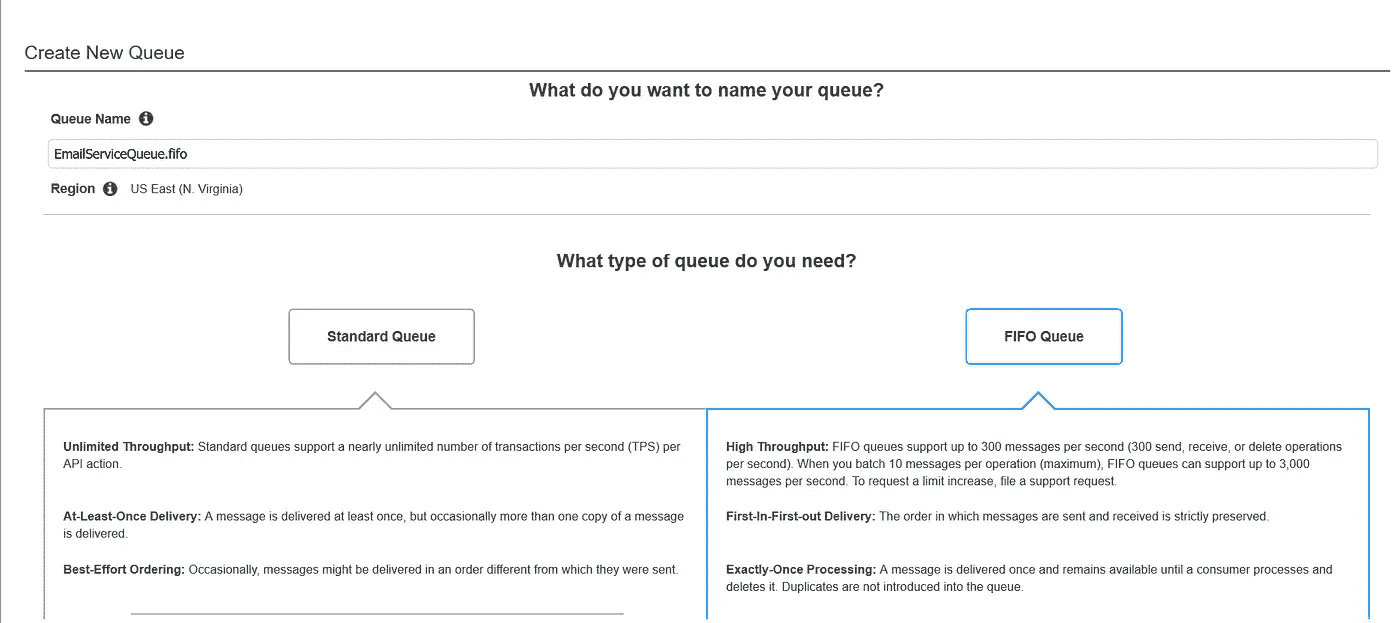 Create New Queue
What do you want to name your queue?
Queue Name
EmailServiceQueue.fifo
Region US East (N. Virginia)
What type of queue do you need?
Standard Queue
FIFO Queue
Unlimited Throughput: Standard queues support a nearly unlimited number of transactions per second (TPS) per
API action.
At-Least-Once Delivery: A message is delivered at least once, but occasionally more than one copy of a message
is delivered.
Best-Effort Ordering: Occasionally, messages might be delivered in an order different from which they were sent.
High Throughput: FIFO queues support up to 300 messages per second (300 send, receive, or delete operations
per second). When you batch 10 messages per operation (maximum), FIFO queues can support up to 3,000
messages per second. To request a limit increase, file a support request.
First-In-First-out Delivery: The order in which messages are sent and received is strictly preserved.
Exactly-Once Processing: A message is delivered once and remains available until a consumer processes and
deletes it. Duplicates are not introduced into the queue.